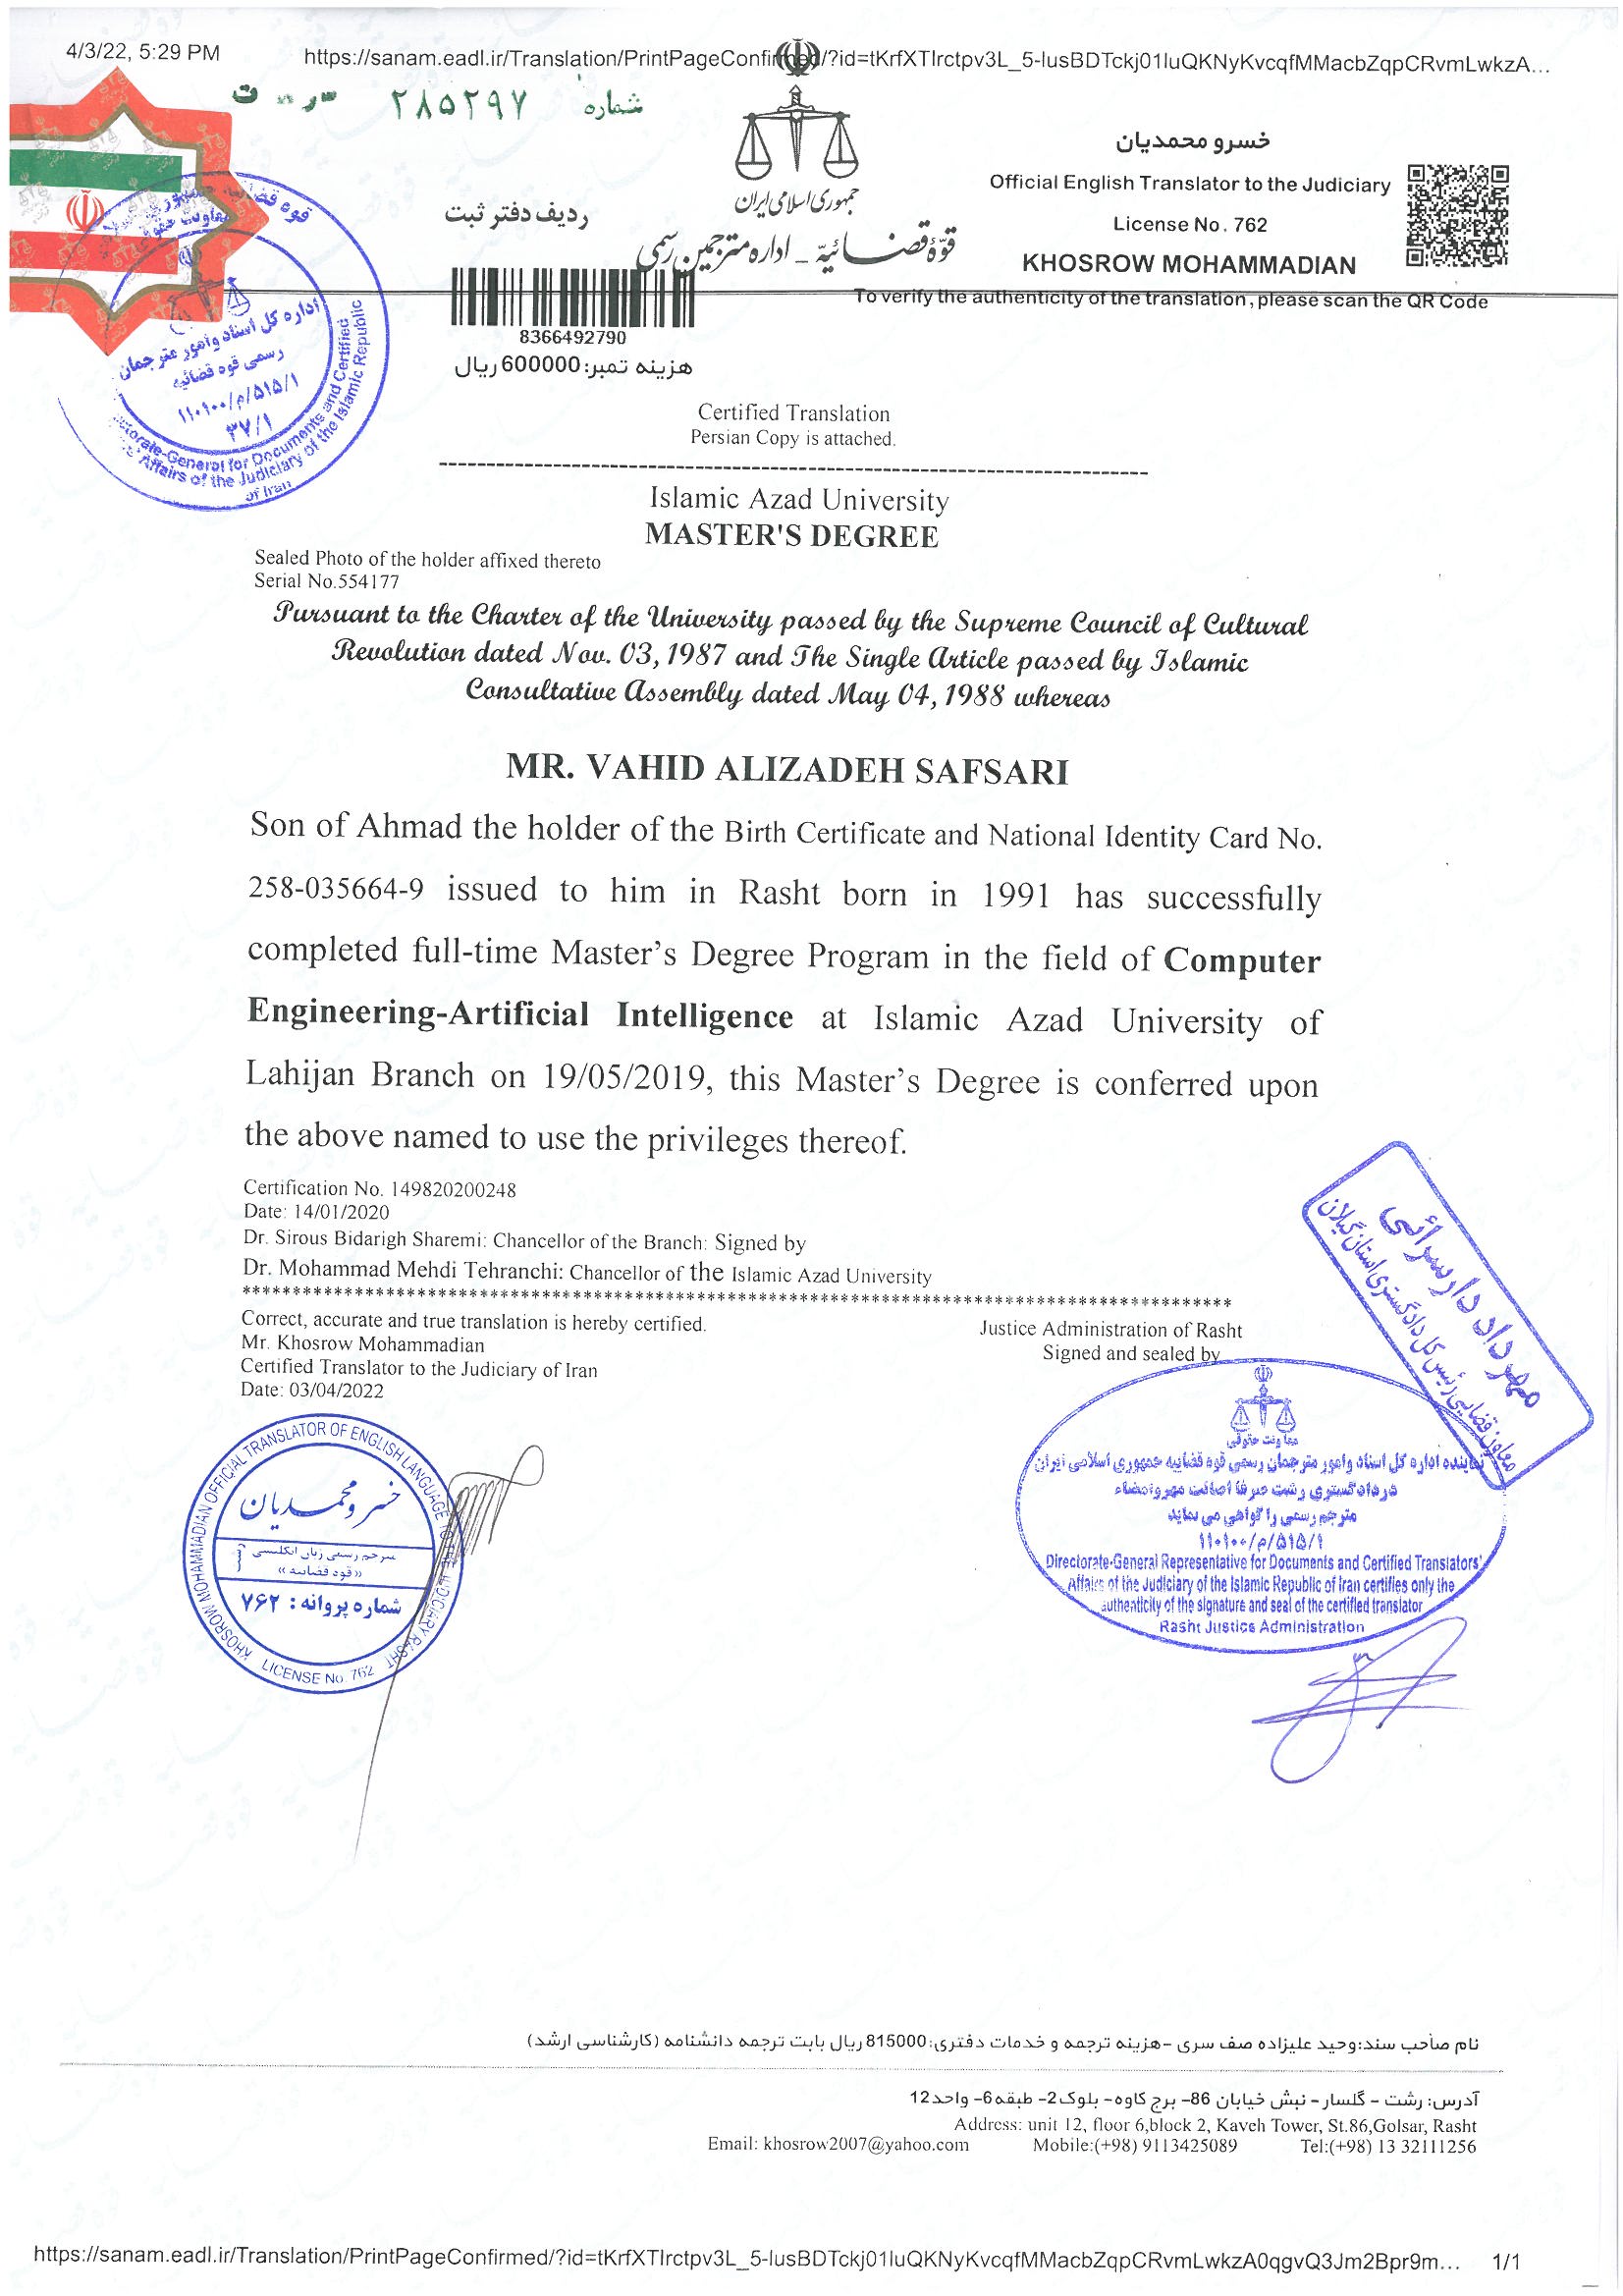 4/3/22, 5:29 PM
https://sanam.eadl.ir/Translation/PrintPageConfirmed/?id=tKrfXTIrctpv3L_5-IusBDTckj01IuQKNyKvcqfMMacbZqpCRvmLwkzA...
شماره ۲۸۵۲۹۷
خسرو محمدیان
Official English Translator to the Judiciary
License No. 762
KHOSROW MOHAMMADIAN
To verify the authenticity of the translation, please scan the QR Code
جمهوری اسلامی ایران
قوّهٔ قضائیّه - اداره مترجمین رسمی
ردیف دفتر ثبت
8366492790
هزینه تمبر:600000 ریال
قوه قضائیه
معاونت حقوقی
اداره کل اسناد و امور مترجمان
رسمی قوه قضائیه
۱۱۰۱۰۰/م/۵۱۵/۱
۳۷/۱
Directorate-General for Documents and Certified
Affairs of the Judiciary of the Islamic Republic
of Iran
Certified Translation
Persian Copy is attached.
Islamic Azad University
MASTER'S DEGREE
Sealed Photo of the holder affixed thereto
Serial No.554177
Pursuant to the Charter of the University passed by the Supreme Council of Cultural
Revolution dated Nov. 03, 1987 and The Single Article passed by Islamic
Consultative Assembly dated May 04, 1988 whereas
MR. VAHID ALIZADEH SAFSARI
Son of Ahmad the holder of the Birth Certificate and National Identity Card No.
258-035664-9 issued to him in Rasht born in 1991 has successfully
completed full-time Master's Degree Program in the field of Computer
Engineering-Artificial Intelligence at Islamic Azad University of
Lahijan Branch on 19/05/2019, this Master's Degree is conferred upon
the above named to use the privileges thereof.
Certification No. 149820200248
Date: 14/01/2020
Dr. Sirous Bidarigh Sharemi: Chancellor of the Branch: Signed by
Dr. Mohammad Mehdi Tehranchi: Chancellor of the Islamic Azad University
****************************************************************************************************
Correct, accurate and true translation is hereby certified.
Mr. Khosrow Mohammadian
Certified Translator to the Judiciary of Iran
Date: 03/04/2022
Justice Administration of Rasht
Signed and sealed by
مهرداد دارسرائی
معاون قضایی رئیس کل دادگستری استان گیلان
KHOSROW MOHAMMADIAN OFFICIAL TRANSLATOR OF ENGLISH LANGUAGE TO THE JUDICIARY RASHT
خسرو محمدیان
مترجم رسمی زبان انگلیسی
«قوه قضائیه»
شماره پروانه : ۷۶۲
LICENSE No 762
معاونت حقوقی
نماینده اداره کل اسناد و امور مترجمان رسمی قوه قضاییه جمهوری اسلامی ایران
در دادگستری رشت صرفا اصالت مهر و امضاء
مترجم رسمی را گواهی می نماید
۱۱۰۱۰۰/م/۵۱۵/۱
Directorate-General Representative for Documents and Certified Translators'
Affairs of the Judiciary of the Islamic Republic of Iran certifies only the
authenticity of the signature and seal of the certified translator
Rasht Justice Administration
نام صاحب سند:وحید علیزاده صف سری -هزینه ترجمه و خدمات دفتری:815000 ریال بابت ترجمه دانشنامه (کارشناسی ارشد)
آدرس: رشت - گلسار- نبش خیابان 86- برج کاوه- بلوک2- طبقه6- واحد12
Address: unit 12, floor 6,block 2, Kaveh Tower, St.86,Golsar, Rasht
Email: khosrow2007@yahoo.com Mobile:(+98) 9113425089 Tel:(+98) 13 32111256
https://sanam.eadl.ir/Translation/PrintPageConfirmed/?id=tKrfXTIrctpv3L_5-IusBDTckj01IuQKNyKvcqfMMacbZqpCRvmLwkzA0qgvQ3Jm2Bpr9m... 1/1